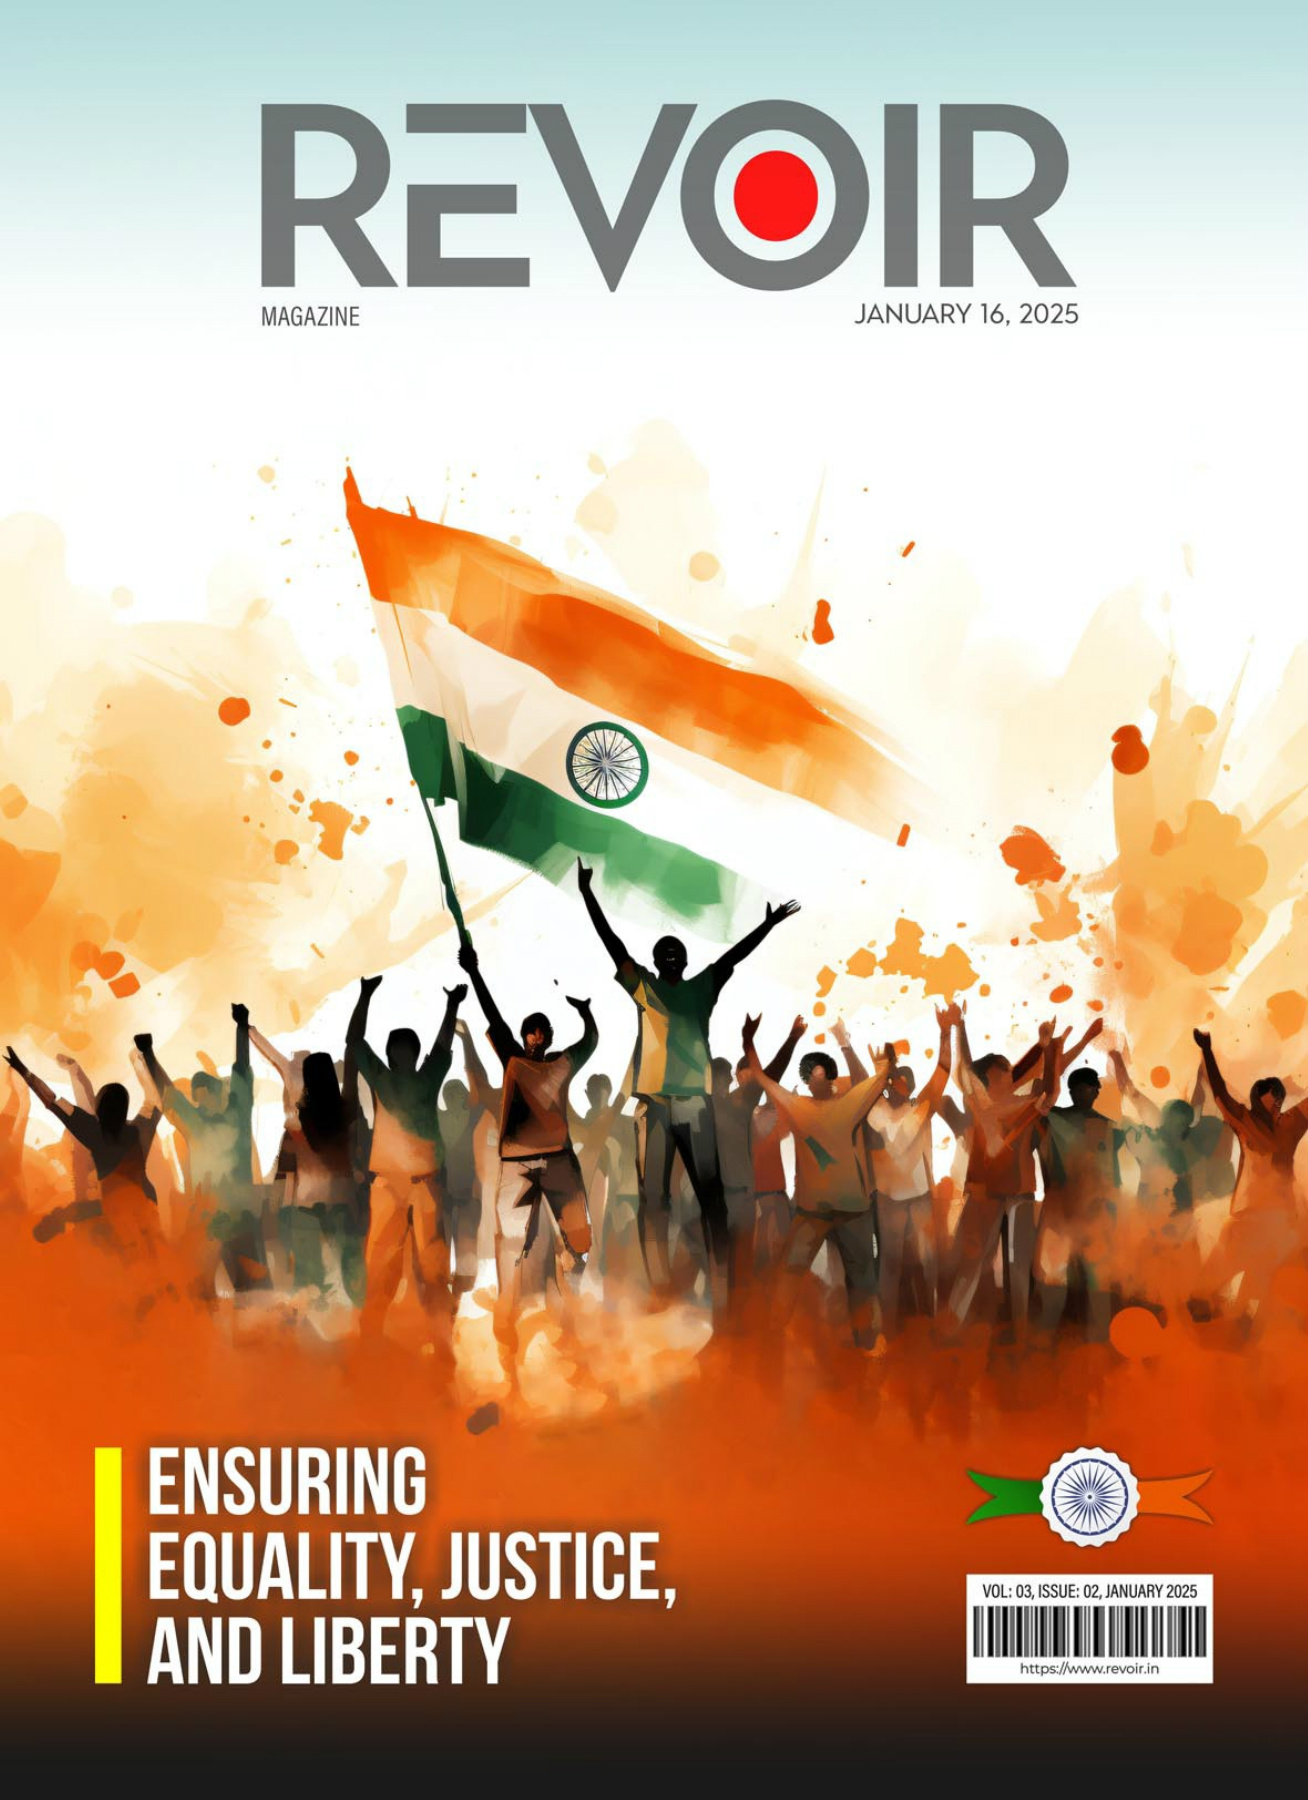 REVOIR
MAGAZINE
JANUARY 16, 2025
ENSURING
EQUALITY, JUSTICE,
AND LIBERTY
VOL: 03, ISSUE: 02, JANUARY 2025
https://www.revoir.in